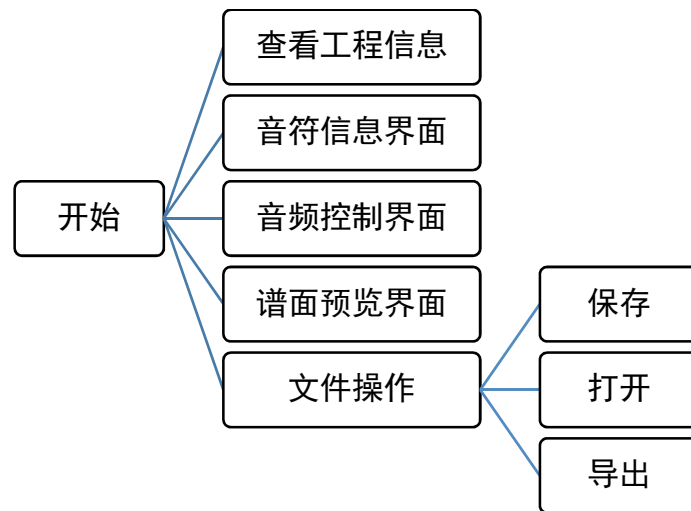 开始
查看工程信息
音符信息界面
音频控制界面
谱面预览界面
文件操作
保存
打开
导出